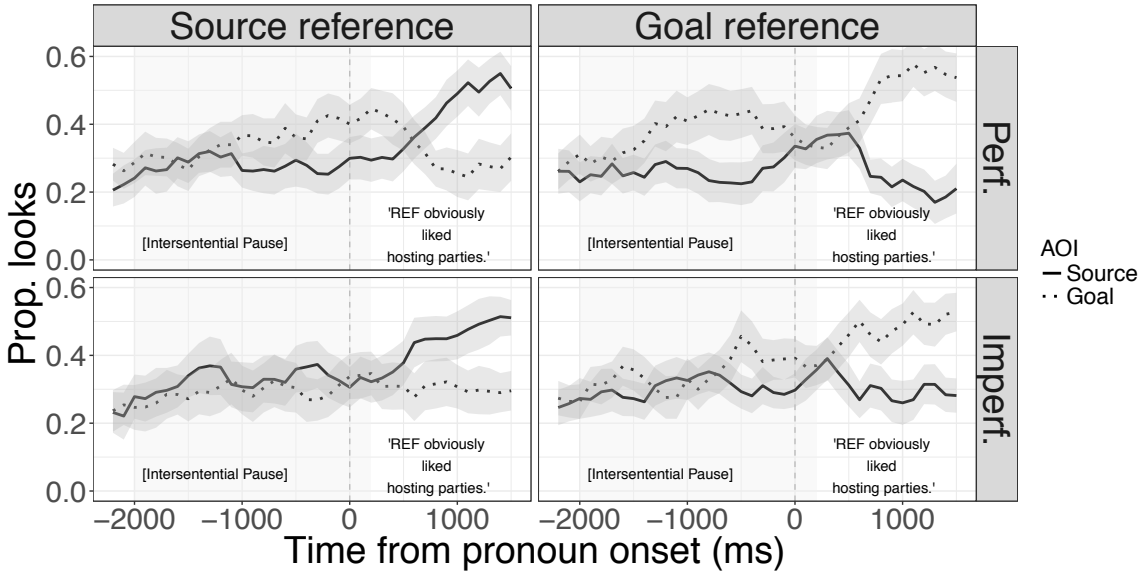 Source reference
Goal reference
0.6
0.4
0.2
0.0
[Intersentential Pause]
'REF obviously
liked
hosting parties.'
[Intersentential Pause]
'REF obviously
liked
hosting parties.'
Perf.
0.6
0.4
0.2
0.0
[Intersentential Pause]
'REF obviously
liked
hosting parties.'
[Intersentential Pause]
'REF obviously
liked
hosting parties.'
Imperf.
Prop. looks
−2000 −1000 0 1000
−2000 −1000 0 1000
Time from pronoun onset (ms)
AOI
Source
Goal